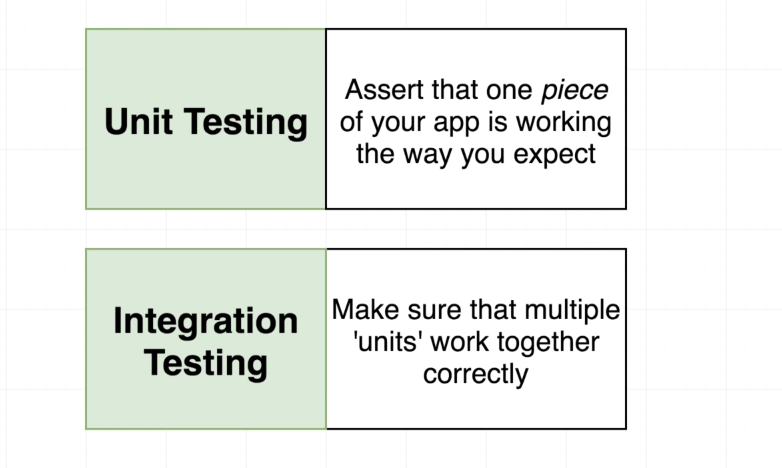 Unit Testing
Assert that one piece
of your app is working
the way you expect
Integration
Testing
Make sure that multiple
'units' work together
correctly